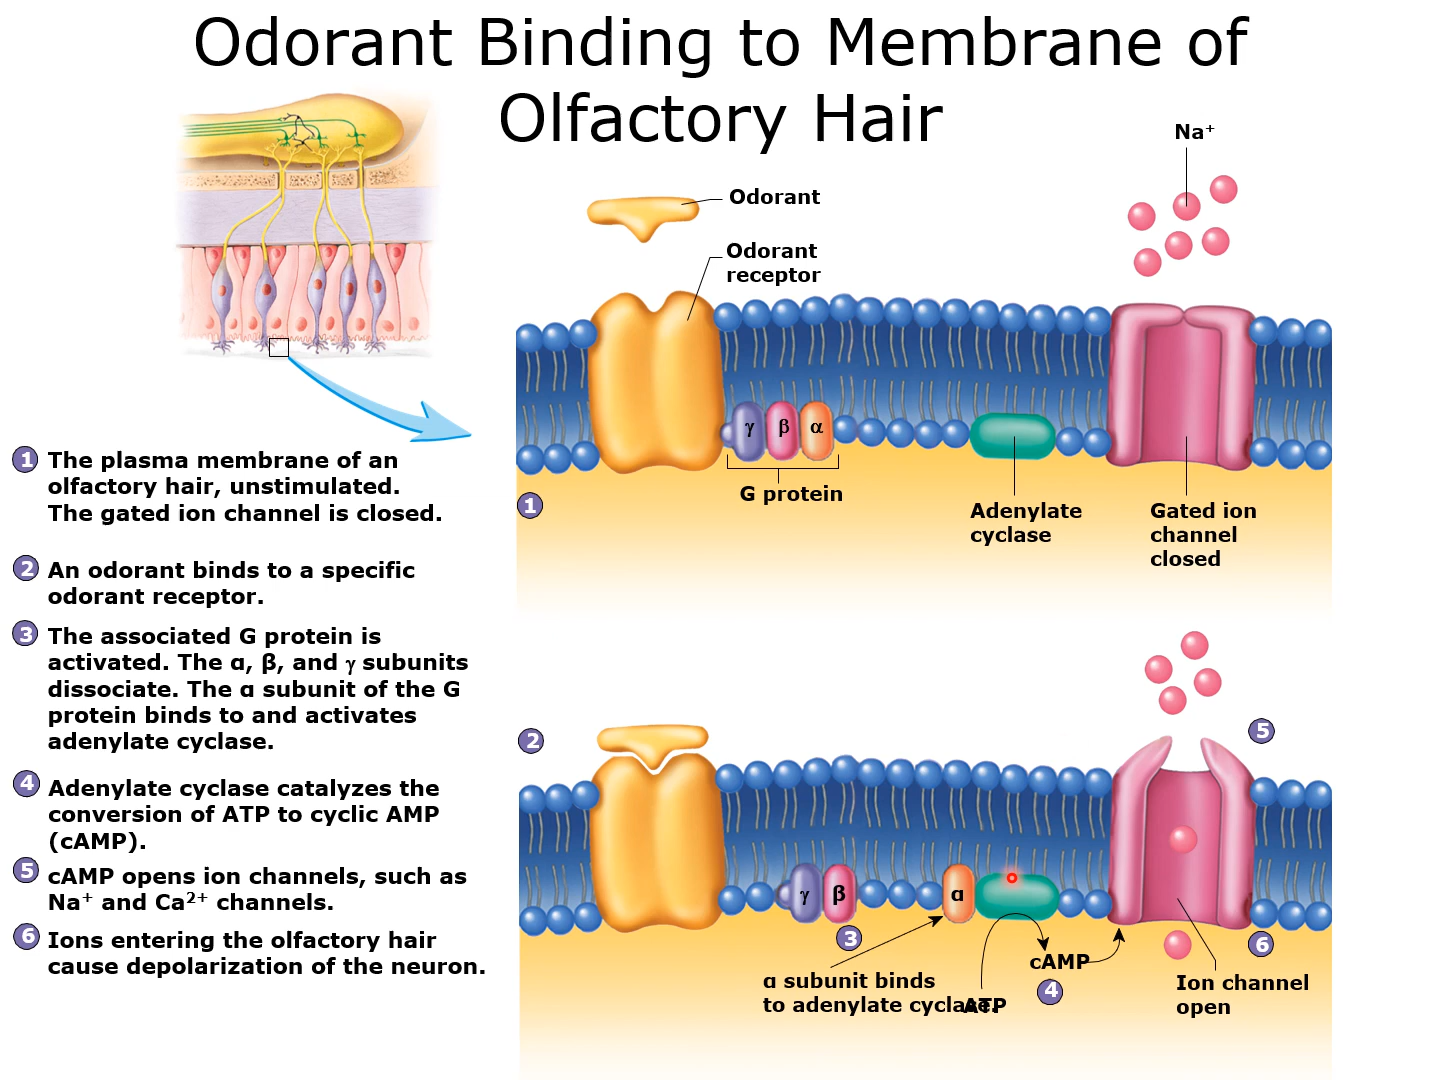 Odorant Binding to Membrane of
Olfactory Hair
Na⁺
Odorant
Odorant
receptor
γ β α
G protein
1
Adenylate
cyclase
Gated ion
channel
closed
1 The plasma membrane of an
olfactory hair, unstimulated.
The gated ion channel is closed.
2 An odorant binds to a specific
odorant receptor.
3 The associated G protein is
activated. The α, β, and γ subunits
dissociate. The α subunit of the G
protein binds to and activates
adenylate cyclase.
4 Adenylate cyclase catalyzes the
conversion of ATP to cyclic AMP
(cAMP).
5 cAMP opens ion channels, such as
Na⁺ and Ca²⁺ channels.
6 Ions entering the olfactory hair
cause depolarization of the neuron.
2
5
γ β α
3
6
cAMP
4
α subunit binds
to adenylate cyclase.
ATP
Ion channel
open